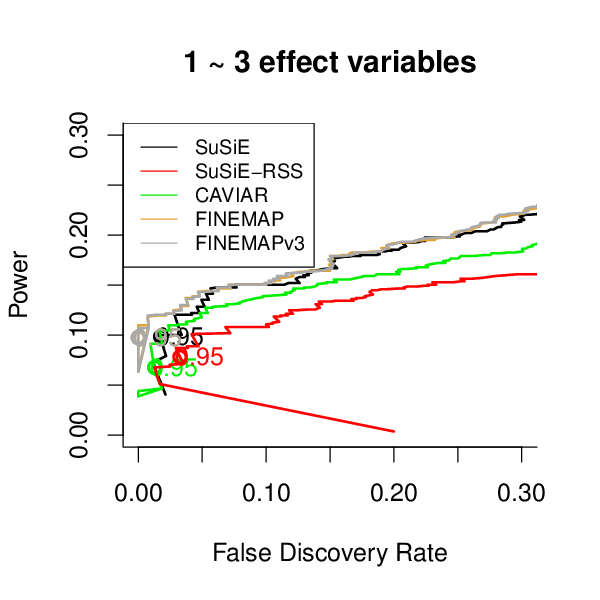 1 ~ 3 effect variables
SuSiE
SuSiE−RSS
CAVIAR
FINEMAP
FINEMAPv3
Power
0.30
0.20
0.10
0.00
0.95
0.95
0.95
0.00 0.10 0.20 0.30
False Discovery Rate